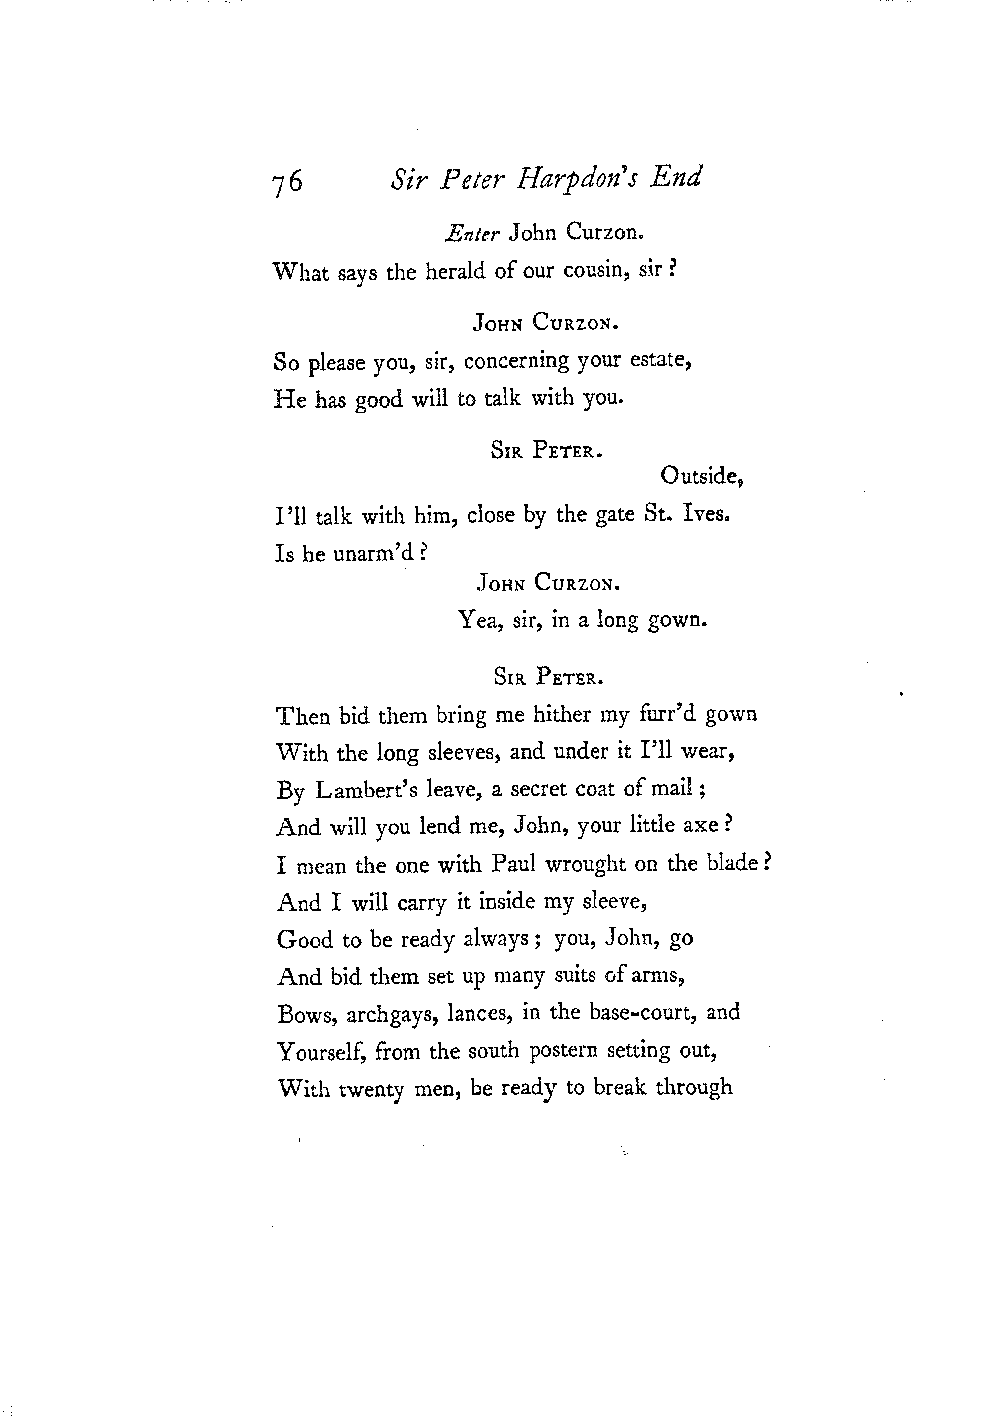 76 Sir Peter Harpdon's End
Enter John Curzon.
What says the herald of our cousin, sir?
John Curzon.
So please you, sir, concerning your estate,
He has good will to talk with you.
Sir Peter.
Outside,
I'll talk with him, close by the gate St. Ives.
Is he unarm'd?
John Curzon.
Yea, sir, in a long gown.
Sir Peter.
Then bid them bring me hither my furr'd gown
With the long sleeves, and under it I'll wear,
By Lambert's leave, a secret coat of mail;
And will you lend me, John, your little axe?
I mean the one with Paul wrought on the blade?
And I will carry it inside my sleeve,
Good to be ready always; you, John, go
And bid them set up many suits of arms,
Bows, archgays, lances, in the base-court, and
Yourself, from the south postern setting out,
With twenty men, be ready to break through